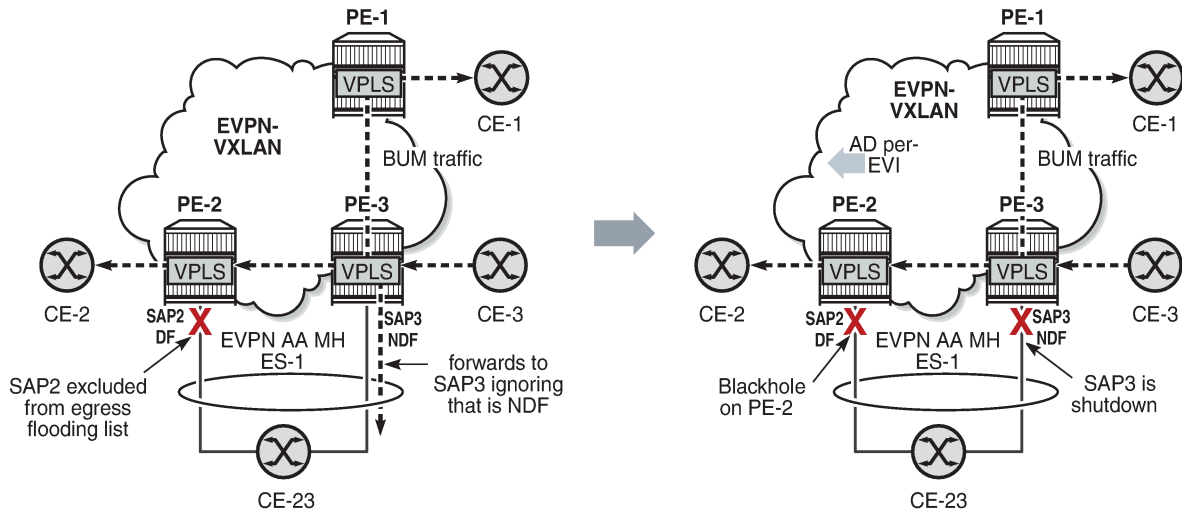 PE-1
VPLS
CE-1
EVPN-
VXLAN
BUM traffic
PE-2
PE-3
VPLS
VPLS
CE-2
CE-3
SAP2
DF
SAP3
NDF
EVPN AA MH
ES-1
SAP2 excluded
from egress
flooding list
forwards to
SAP3 ignoring
that is NDF
CE-23
PE-1
VPLS
CE-1
EVPN-
VXLAN
AD per-
EVI
BUM traffic
PE-2
PE-3
VPLS
VPLS
CE-2
CE-3
SAP2
DF
SAP3
NDF
EVPN AA MH
ES-1
Blackhole
on PE-2
SAP3 is
shutdown
CE-23